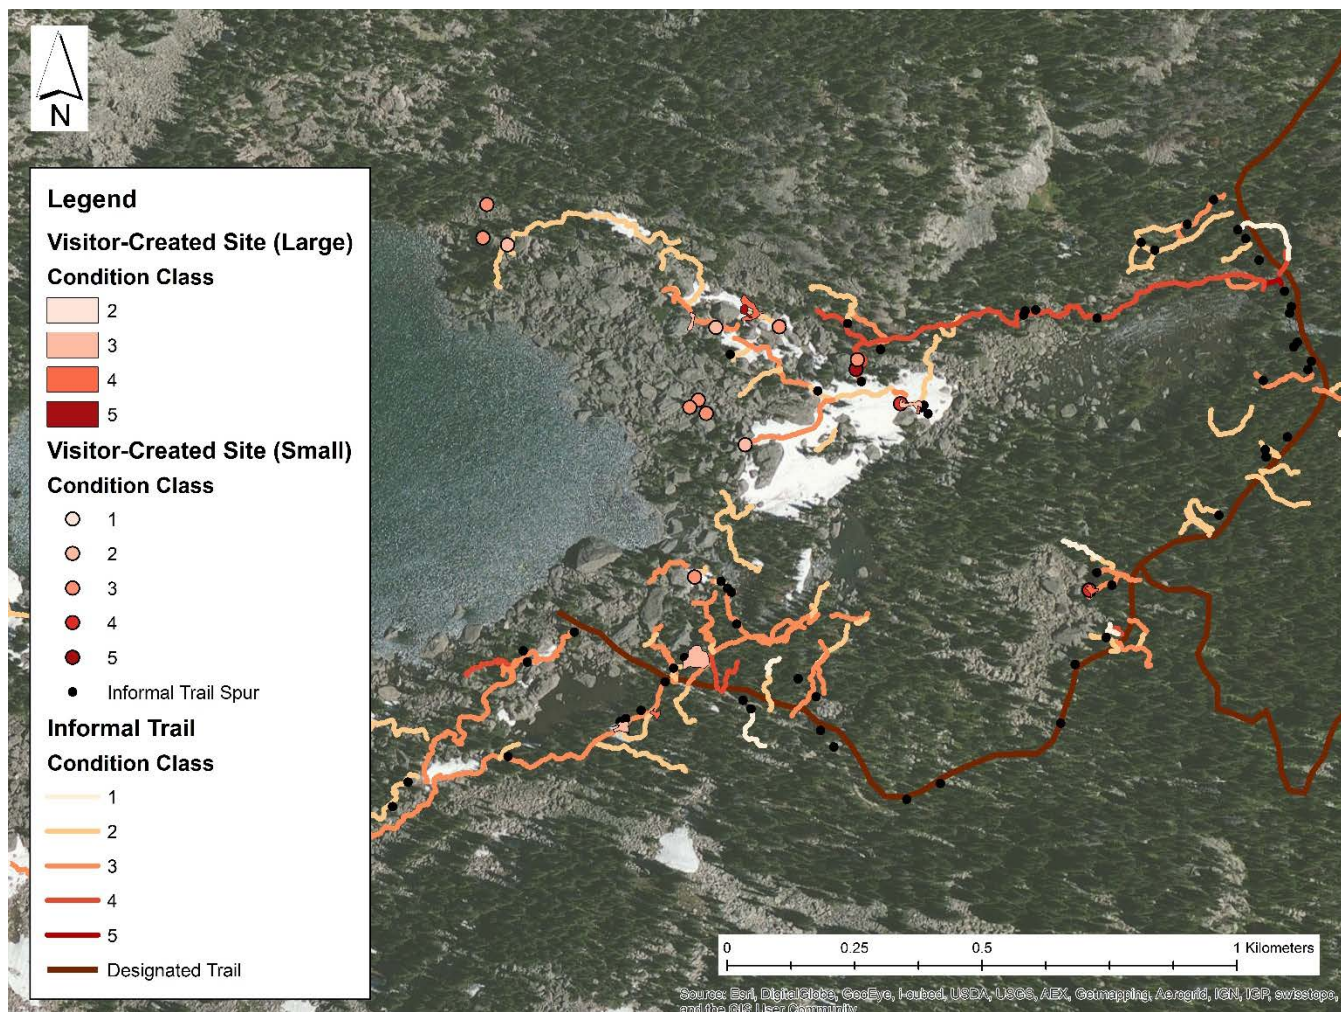 N
Legend
Visitor-Created Site (Large)
Condition Class
2
3
4
5
Visitor-Created Site (Small)
Condition Class
1
2
3
4
5
Informal Trail Spur
Informal Trail
Condition Class
1
2
3
4
5
Designated Trail
0 0.25 0.5 1 Kilometers
Source: Esri, DigitalGlobe, GeoEye, i-cubed, USDA, USGS, AEX, Getmapping, Aerogrid, IGN, IGP, swisstopo,
and the GIS User Community